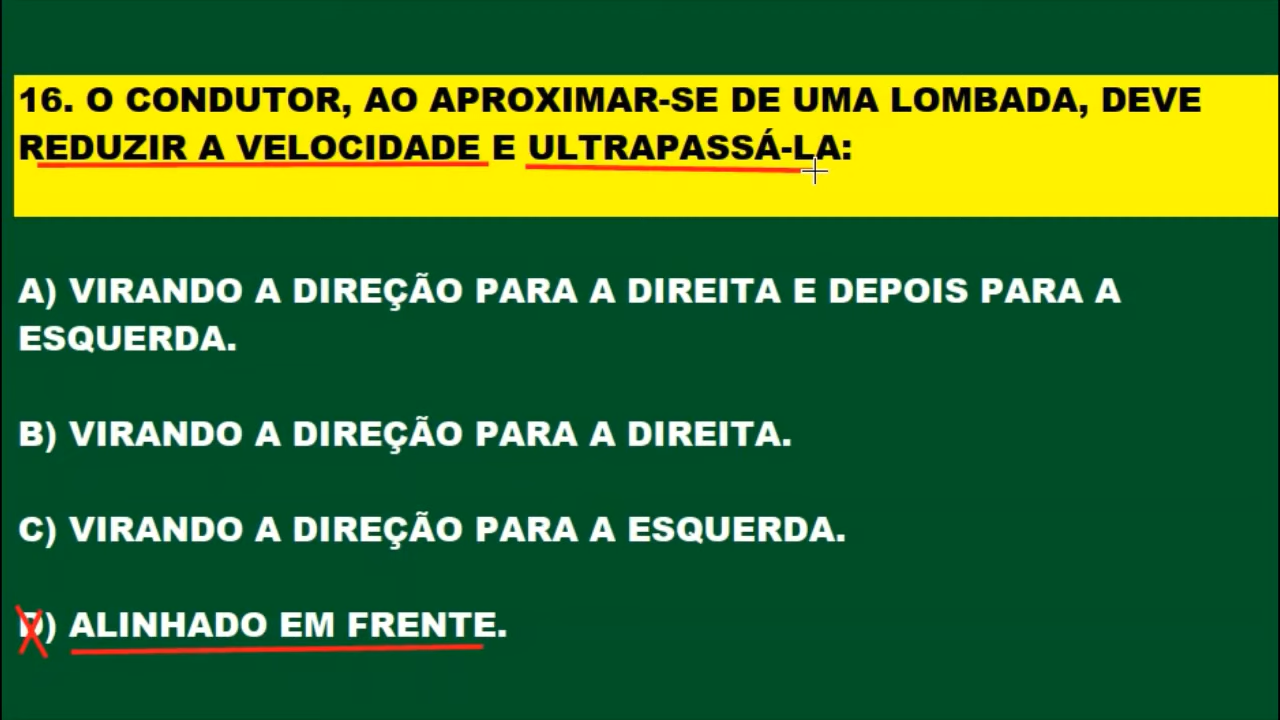 16. O CONDUTOR, AO APROXIMAR-SE DE UMA LOMBADA, DEVE
REDUZIR A VELOCIDADE E ULTRAPASSÁ-LA:
A) VIRANDO A DIREÇÃO PARA A DIREITA E DEPOIS PARA A
ESQUERDA.
B) VIRANDO A DIREÇÃO PARA A DIREITA.
C) VIRANDO A DIREÇÃO PARA A ESQUERDA.
D) ALINHADO EM FRENTE.